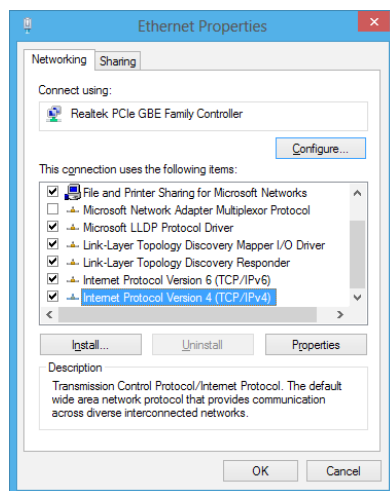 Ethernet Properties
Networking
Sharing
Connect using:
Realtek PCIe GBE Family Controller
Configure...
This connection uses the following items:
File and Printer Sharing for Microsoft Networks
Microsoft Network Adapter Multiplexor Protocol
Microsoft LLDP Protocol Driver
Link-Layer Topology Discovery Mapper I/O Driver
Link-Layer Topology Discovery Responder
Internet Protocol Version 6 (TCP/IPv6)
Internet Protocol Version 4 (TCP/IPv4)
Install...
Uninstall
Properties
Description
Transmission Control Protocol/Internet Protocol. The default
wide area network protocol that provides communication
across diverse interconnected networks.
OK
Cancel